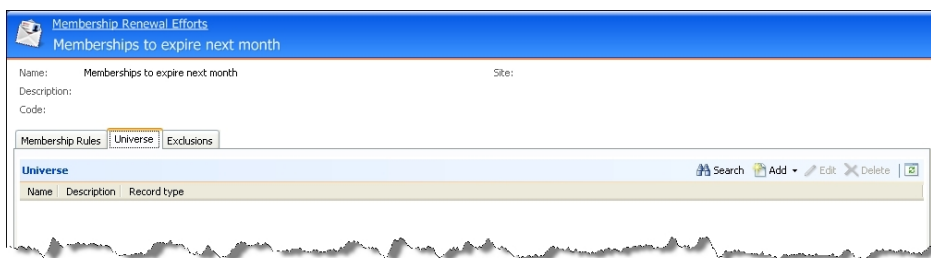 Membership Renewal Efforts
Memberships to expire next month
Name: Memberships to expire next month Site:
Description:
Code:
Membership Rules Universe Exclusions
Universe Search Add Edit Delete
Name Description Record type